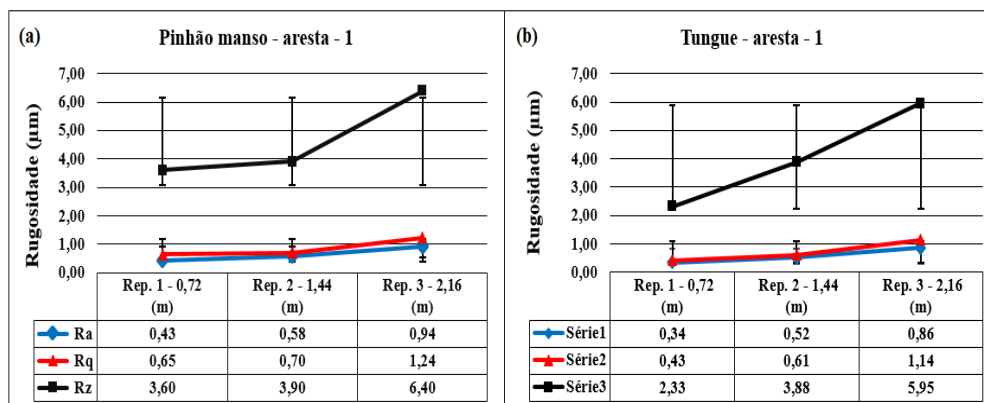 (a)
Pinhão manso - aresta - 1
Rugosidade (µm)
7,00
6,00
5,00
4,00
3,00
2,00
1,00
0,00
Rep. 1 - 0,72 (m)
Rep. 2 - 1,44 (m)
Rep. 3 - 2,16 (m)
Ra 0,43 0,58 0,94
Rq 0,65 0,70 1,24
Rz 3,60 3,90 6,40
(b)
Tungue - aresta - 1
Rugosidade (µm)
7,00
6,00
5,00
4,00
3,00
2,00
1,00
0,00
Rep. 1 - 0,72 (m)
Rep. 2 - 1,44 (m)
Rep. 3 - 2,16 (m)
Série1 0,34 0,52 0,86
Série2 0,43 0,61 1,14
Série3 2,33 3,88 5,95